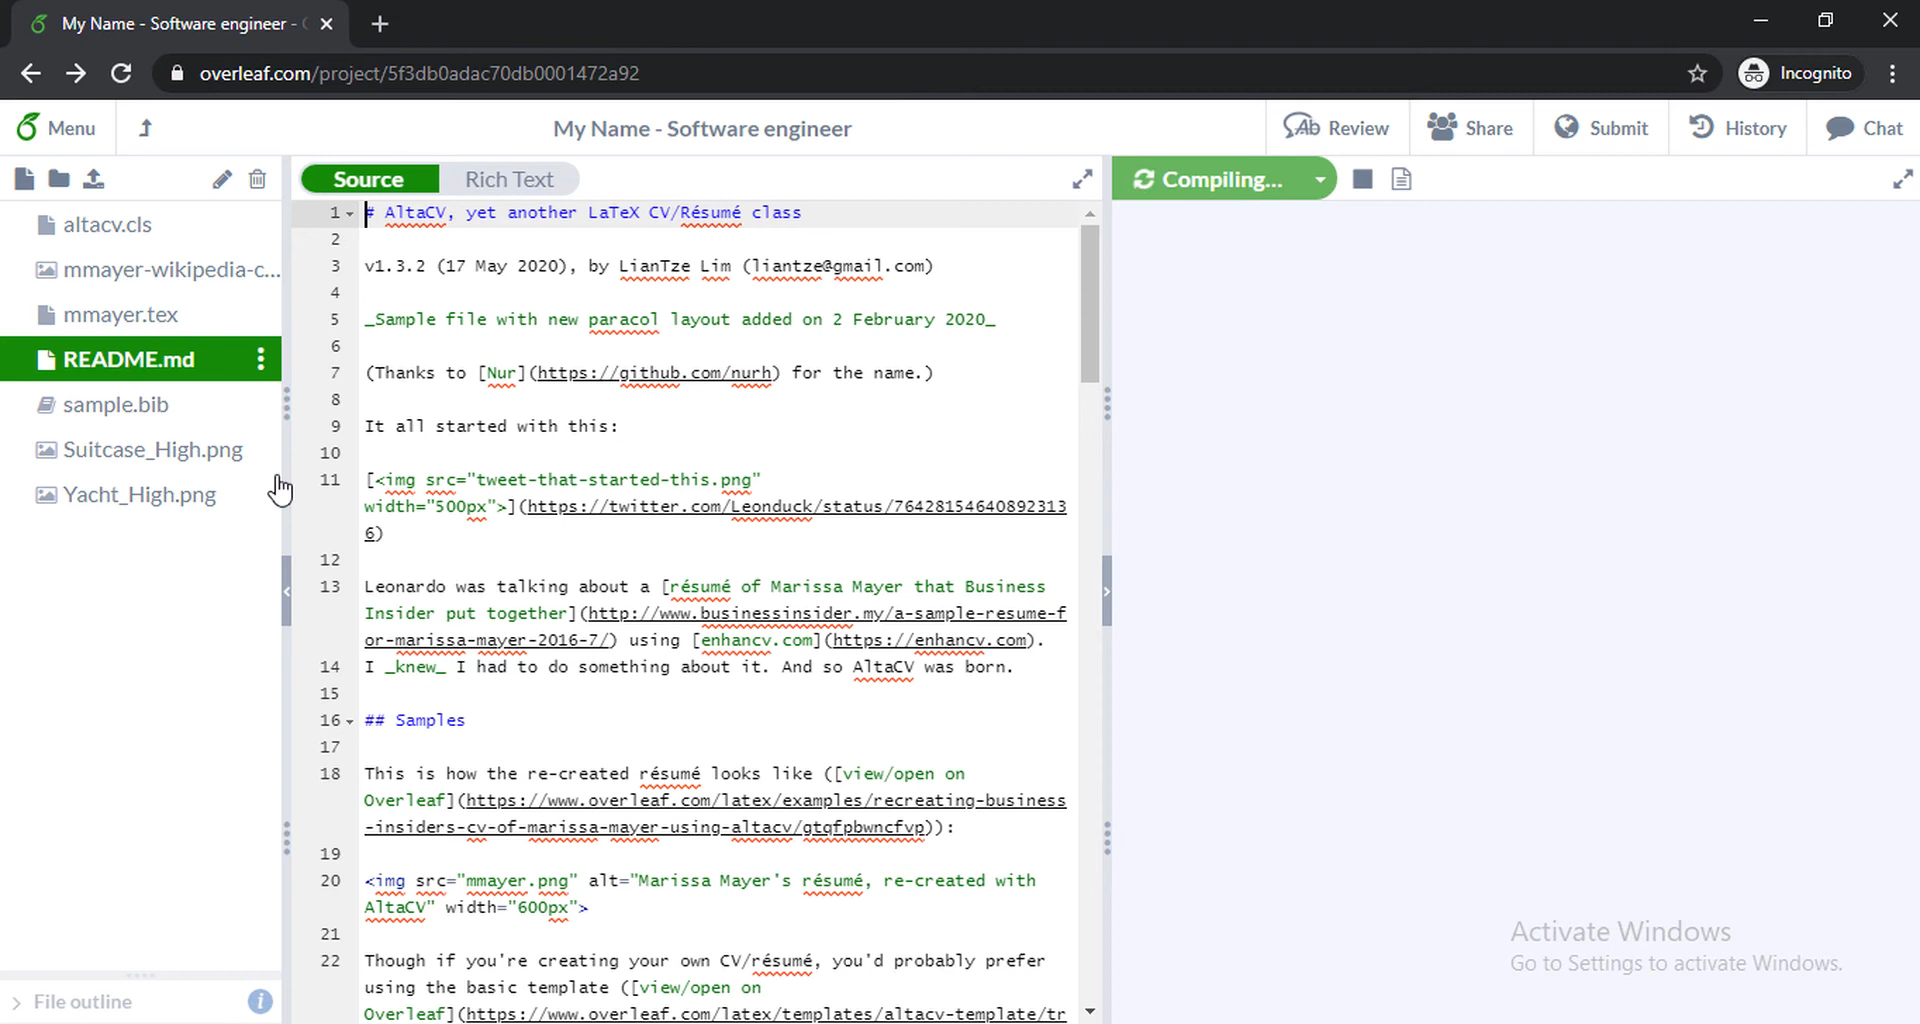 My Name - Software engineer -
overleaf.com/project/5f3db0adac70db0001472a92
Incognito
Menu
My Name - Software engineer
Review
Share
Submit
History
Chat
Source
Rich Text
Compiling...
altacv.cls
mmayer-wikipedia-c...
mmayer.tex
README.md
sample.bib
Suitcase_High.png
Yacht_High.png
File outline
1 # AltaCV, yet another LaTeX CV/Résumé class
2
3 v1.3.2 (17 May 2020), by LianTze Lim (liantze@gmail.com)
4
5 _Sample file with new paracol layout added on 2 February 2020_
6
7 (Thanks to [Nur](https://github.com/nurh) for the name.)
8
9 It all started with this:
10
11 [<img src="tweet-that-started-this.png"
width="500px">](https://twitter.com/Leonduck/status/76428154640892313
6)
12
13 Leonardo was talking about a [résumé of Marissa Mayer that Business
Insider put together](http://www.businessinsider.my/a-sample-resume-f
or-marissa-mayer-2016-7/) using [enhancv.com](https://enhancv.com).
14 I _knew_ I had to do something about it. And so AltaCV was born.
15
16 ## Samples
17
18 This is how the re-created résumé looks like ([view/open on
Overleaf](https://www.overleaf.com/latex/examples/recreating-business
-insiders-cv-of-marissa-mayer-using-altacv/gtqfpbwncfvp)):
19
20 <img src="mmayer.png" alt="Marissa Mayer's résumé, re-created with
AltaCV" width="600px">
21
22 Though if you're creating your own CV/résumé, you'd probably prefer
using the basic template ([view/open on
Overleaf](https://www.overleaf.com/latex/templates/altacv-template/tr
Activate Windows
Go to Settings to activate Windows.